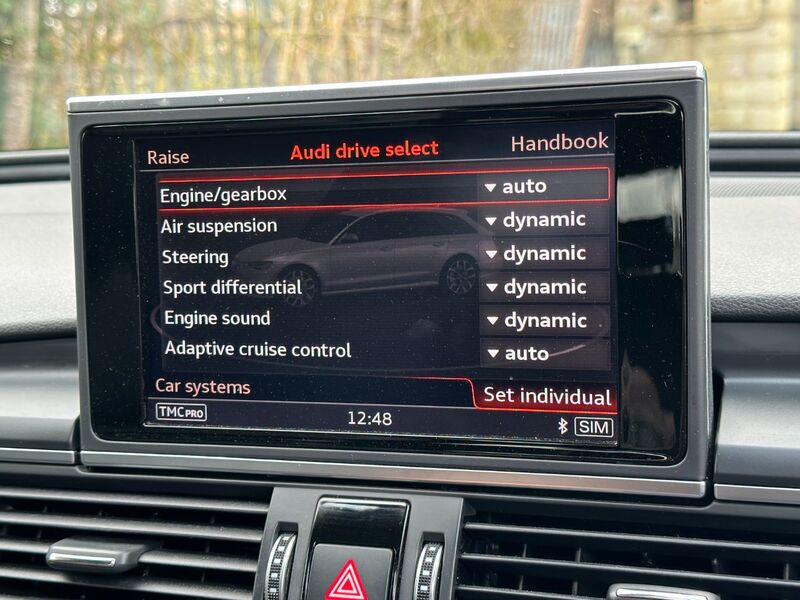 Raise Audi drive select Handbook
Engine/gearbox auto
Air suspension dynamic
Steering dynamic
Sport differential dynamic
Engine sound dynamic
Adaptive cruise control auto
Car systems Set individual
TMC PRO 12:48 SIM